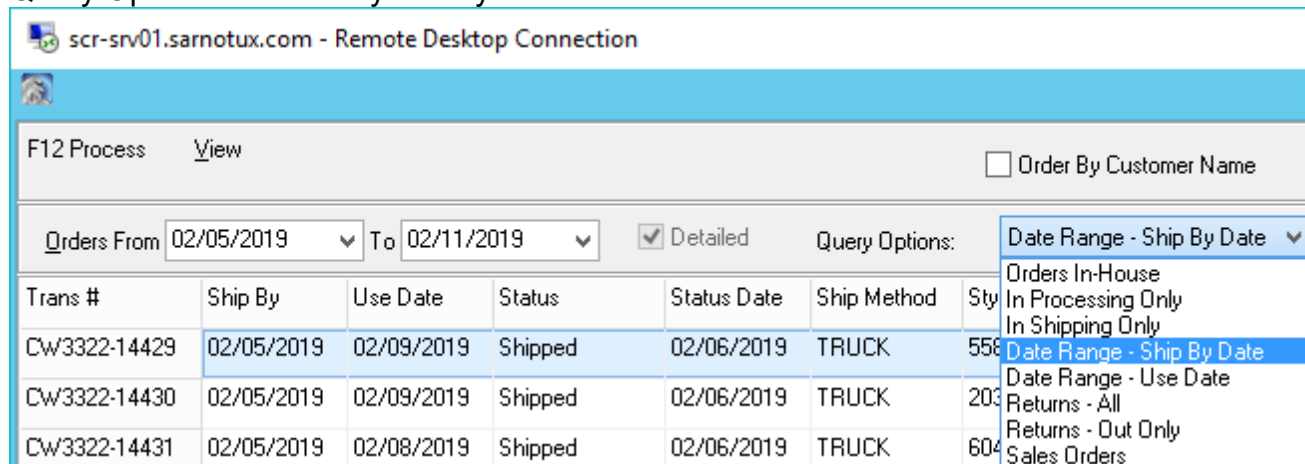 scr-srv01.sarnotux.com - Remote Desktop Connection
F12 Process View
Order By Customer Name
Orders From 02/05/2019 To 02/11/2019 Detailed Query Options: Date Range - Ship By Date
Orders In-House
In Processing Only
In Shipping Only
Date Range - Ship By Date
Date Range - Use Date
Returns - All
Returns - Out Only
Sales Orders
Trans # Ship By Use Date Status Status Date Ship Method Sty
CW3322-14429 02/05/2019 02/09/2019 Shipped 02/06/2019 TRUCK 558
CW3322-14430 02/05/2019 02/09/2019 Shipped 02/06/2019 TRUCK 203
CW3322-14431 02/05/2019 02/08/2019 Shipped 02/06/2019 TRUCK 604